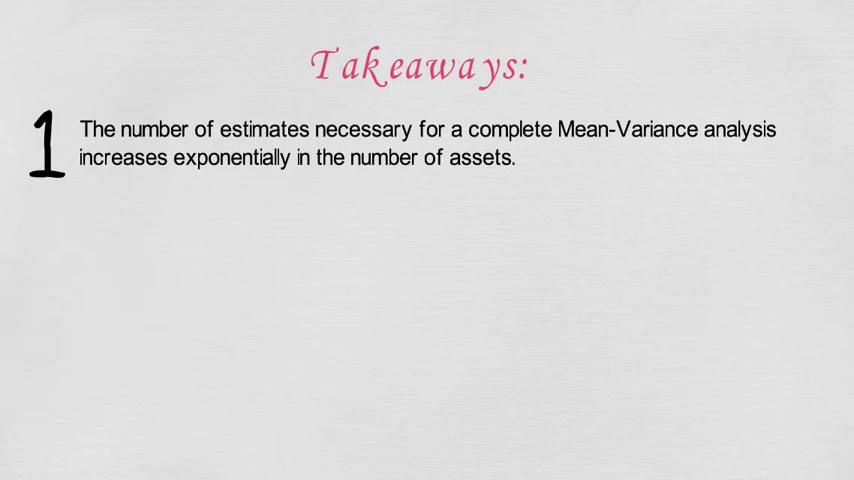 Takeaways:
1
The number of estimates necessary for a complete Mean-Variance analysis
increases exponentially in the number of assets.